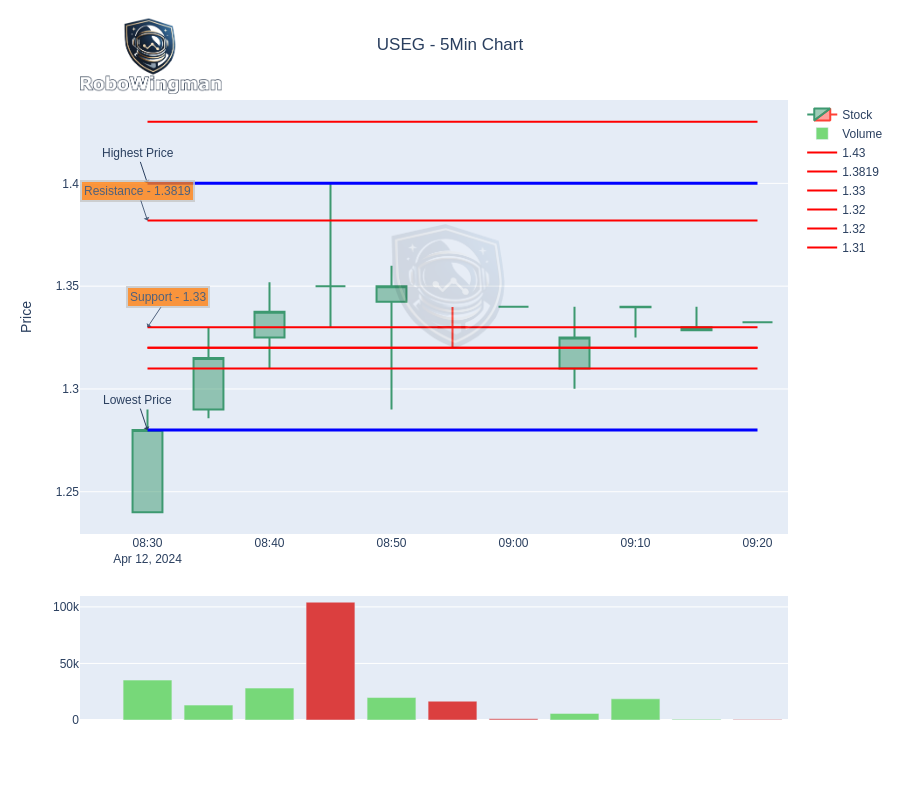 RoboWingman
USEG - 5Min Chart
Stock
Volume
1.43
1.3819
1.33
1.32
1.32
1.31
Highest Price
Resistance - 1.3819
Support - 1.33
Lowest Price
Price
1.4
1.35
1.3
1.25
08:30
08:40
08:50
09:00
09:10
09:20
Apr 12, 2024
100k
50k
0